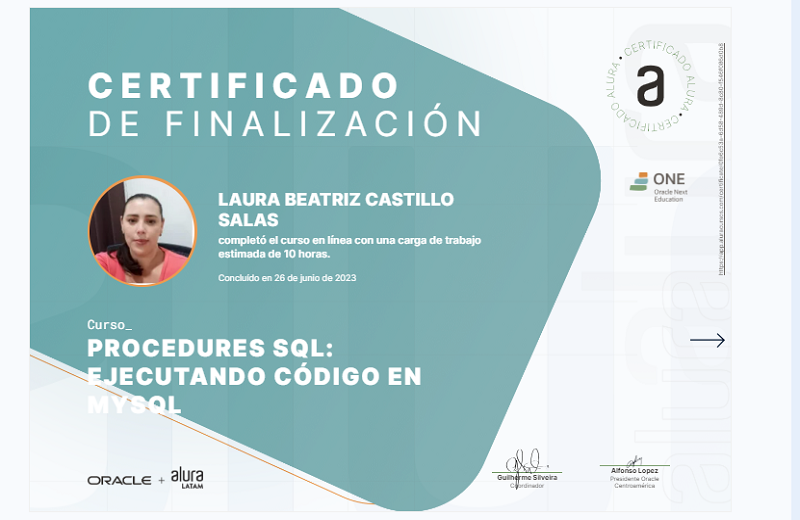 CERTIFICADO
DE FINALIZACIÓN
LAURA BEATRIZ CASTILLO
SALAS
completó el curso en línea con una carga de trabajo
estimada de 10 horas.
Concluído en 26 de junio de 2023
Curso_
PROCEDURES SQL:
EJECUTANDO CÓDIGO EN
MYSQL
ORACLE + alura
LATAM
Guilherme Silveira
Coordinador
Alfonso Lopez
Presidente Oracle
Centroamérica
ALURA • CERTIFICADO ALURA • CERTIFICADO
a
ONE
Oracle Next
Education
alura